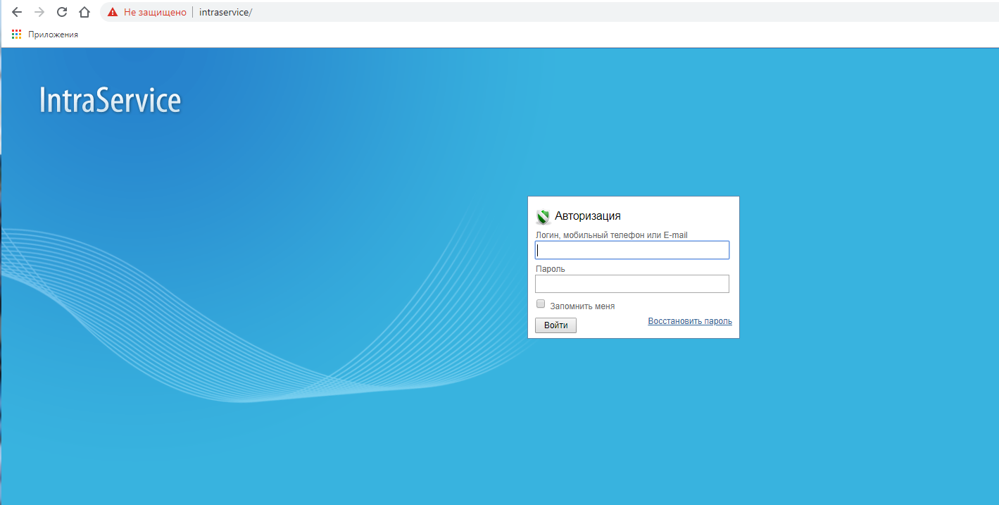 Не защищено intraservice/
Приложения
IntraService
Авторизация
Логин, мобильный телефон или E-mail
Пароль
Запомнить меня
Войти
Восстановить пароль